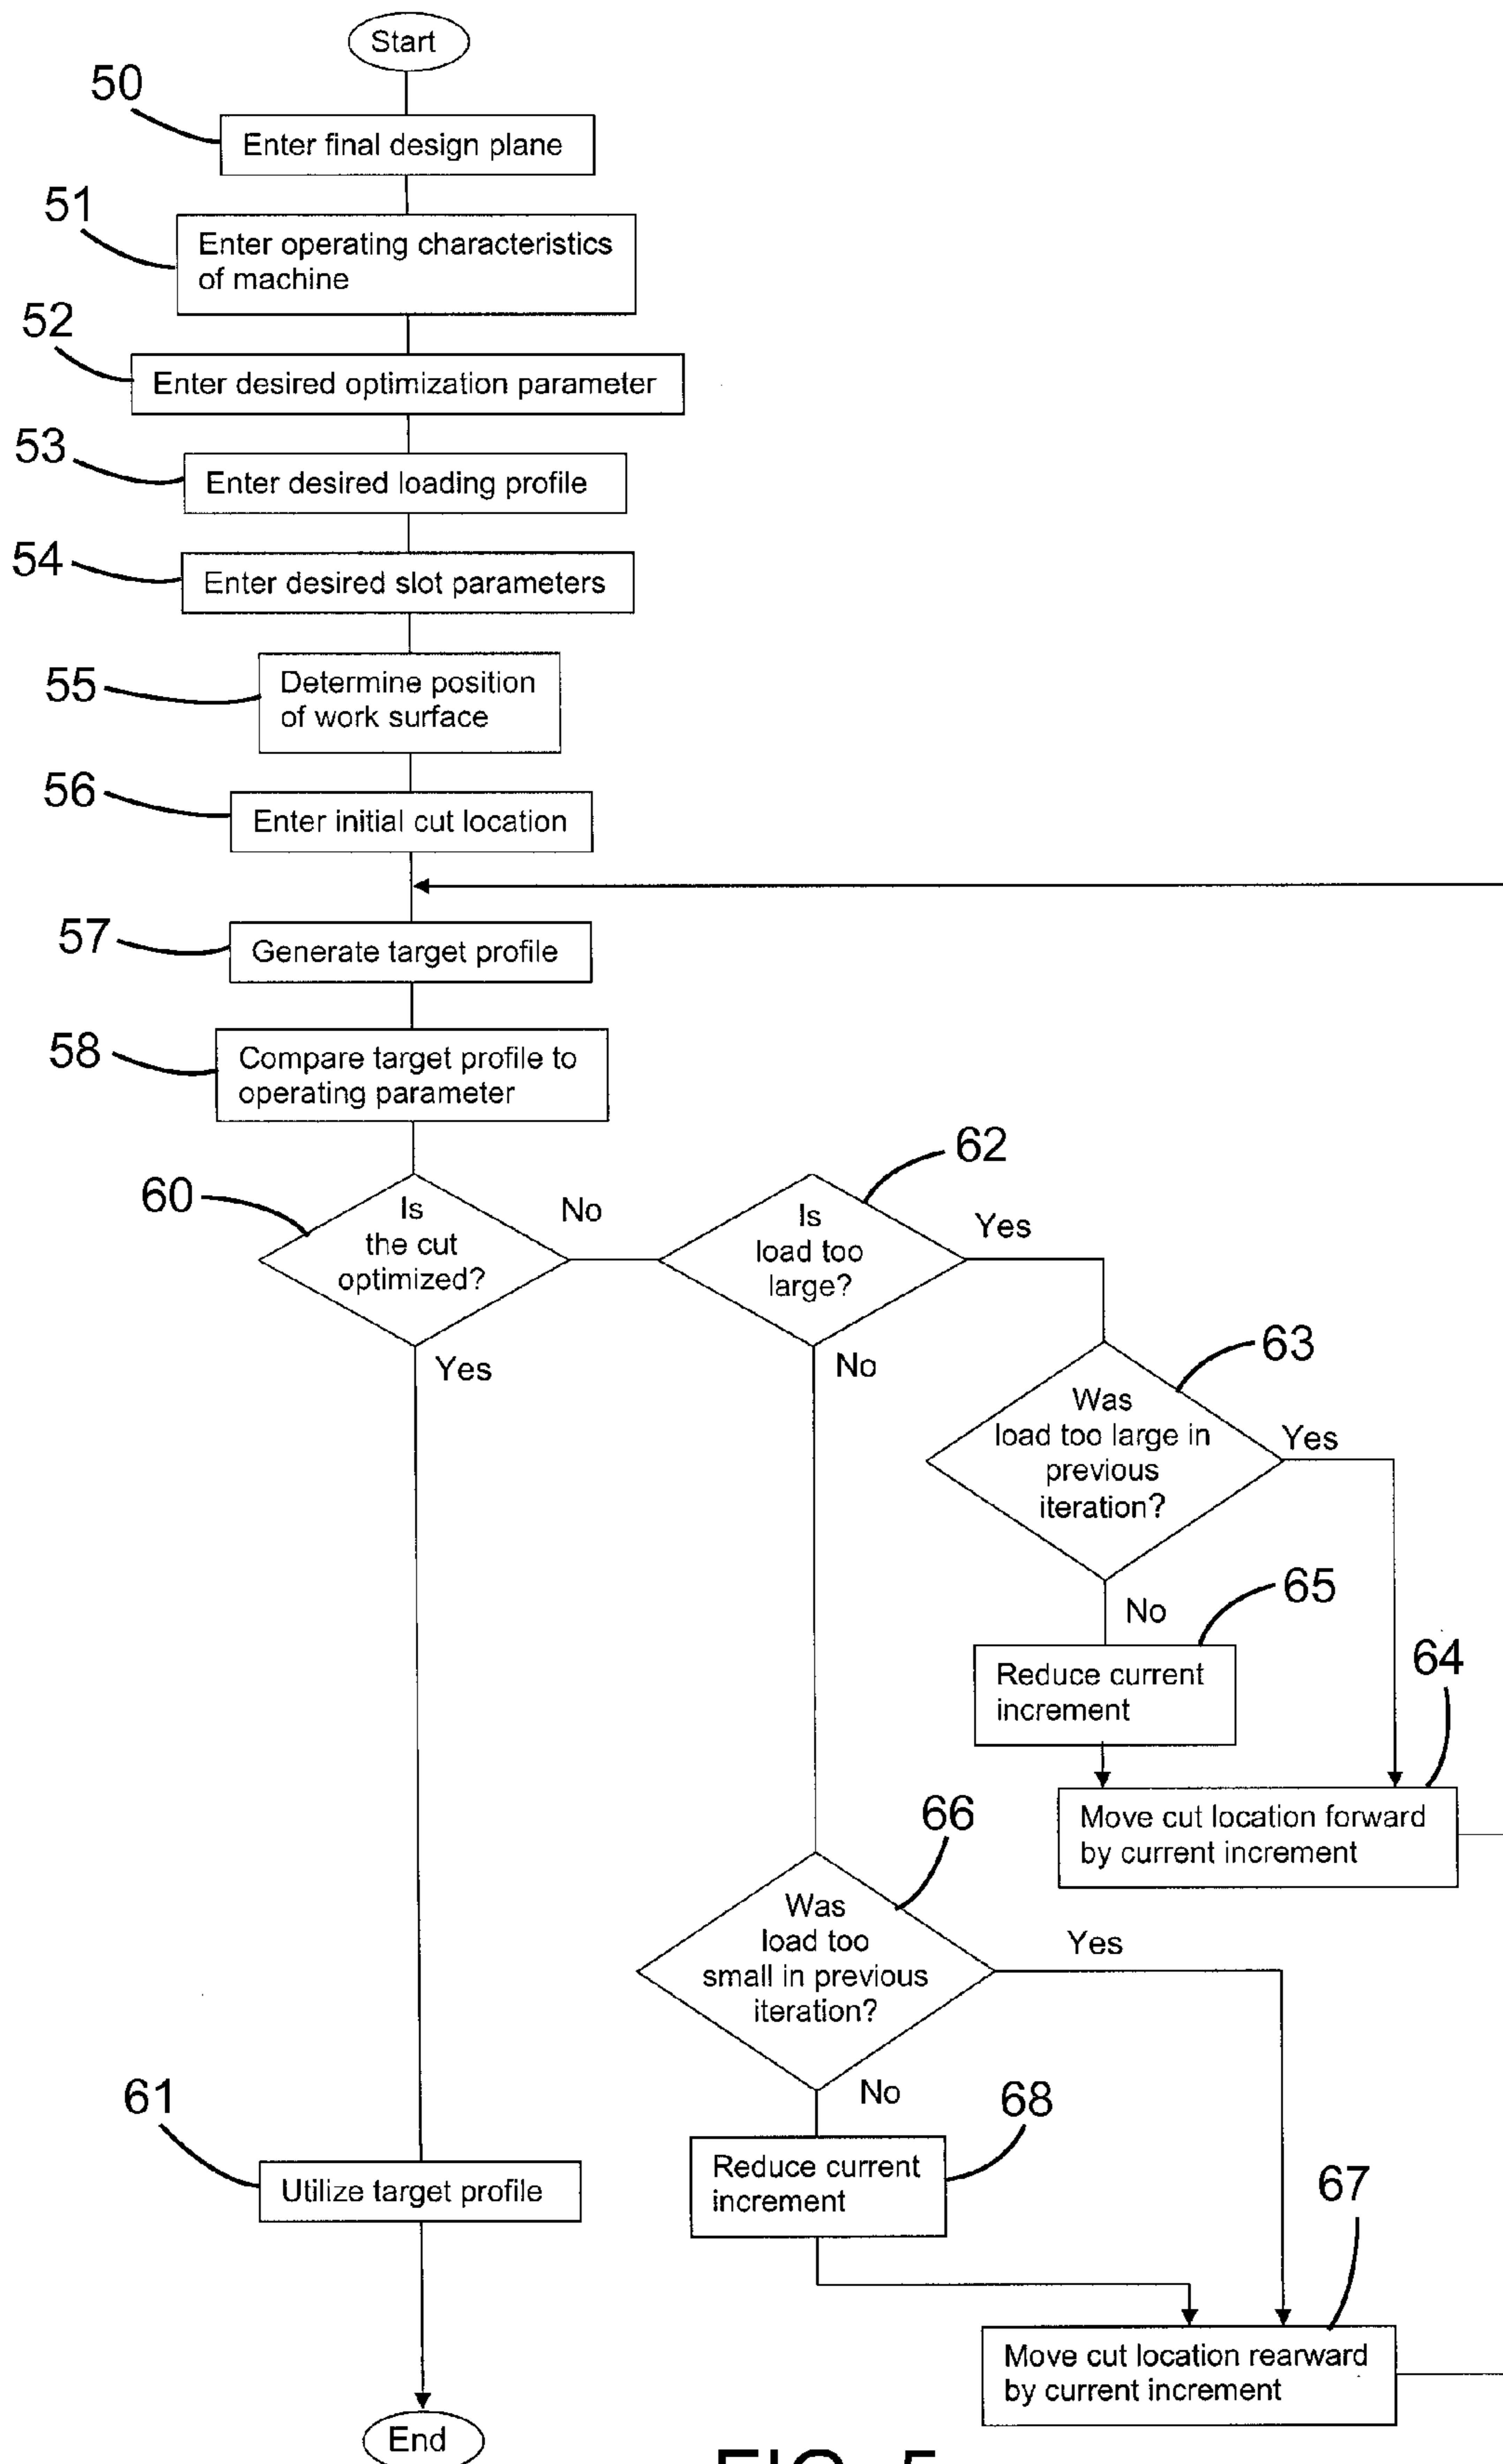 Start
50
Enter final design plane
51
Enter operating characteristics
of machine
52
Enter desired optimization parameter
53
Enter desired loading profile
54
Enter desired slot parameters
55
Determine position
of work surface
56
Enter initial cut location
57
Generate target profile
58
Compare target profile to
operating parameter
60
Is
the cut
optimized?
No
Yes
62
Is
load too
large?
Yes
No
63
Was
load too large in
previous
iteration?
Yes
No
65
Reduce current
increment
64
Move cut location forward
by current increment
66
Was
load too
small in previous
iteration?
Yes
No
68
Reduce current
increment
67
Move cut location rearward
by current increment
61
Utilize target profile
End
FIG. 5